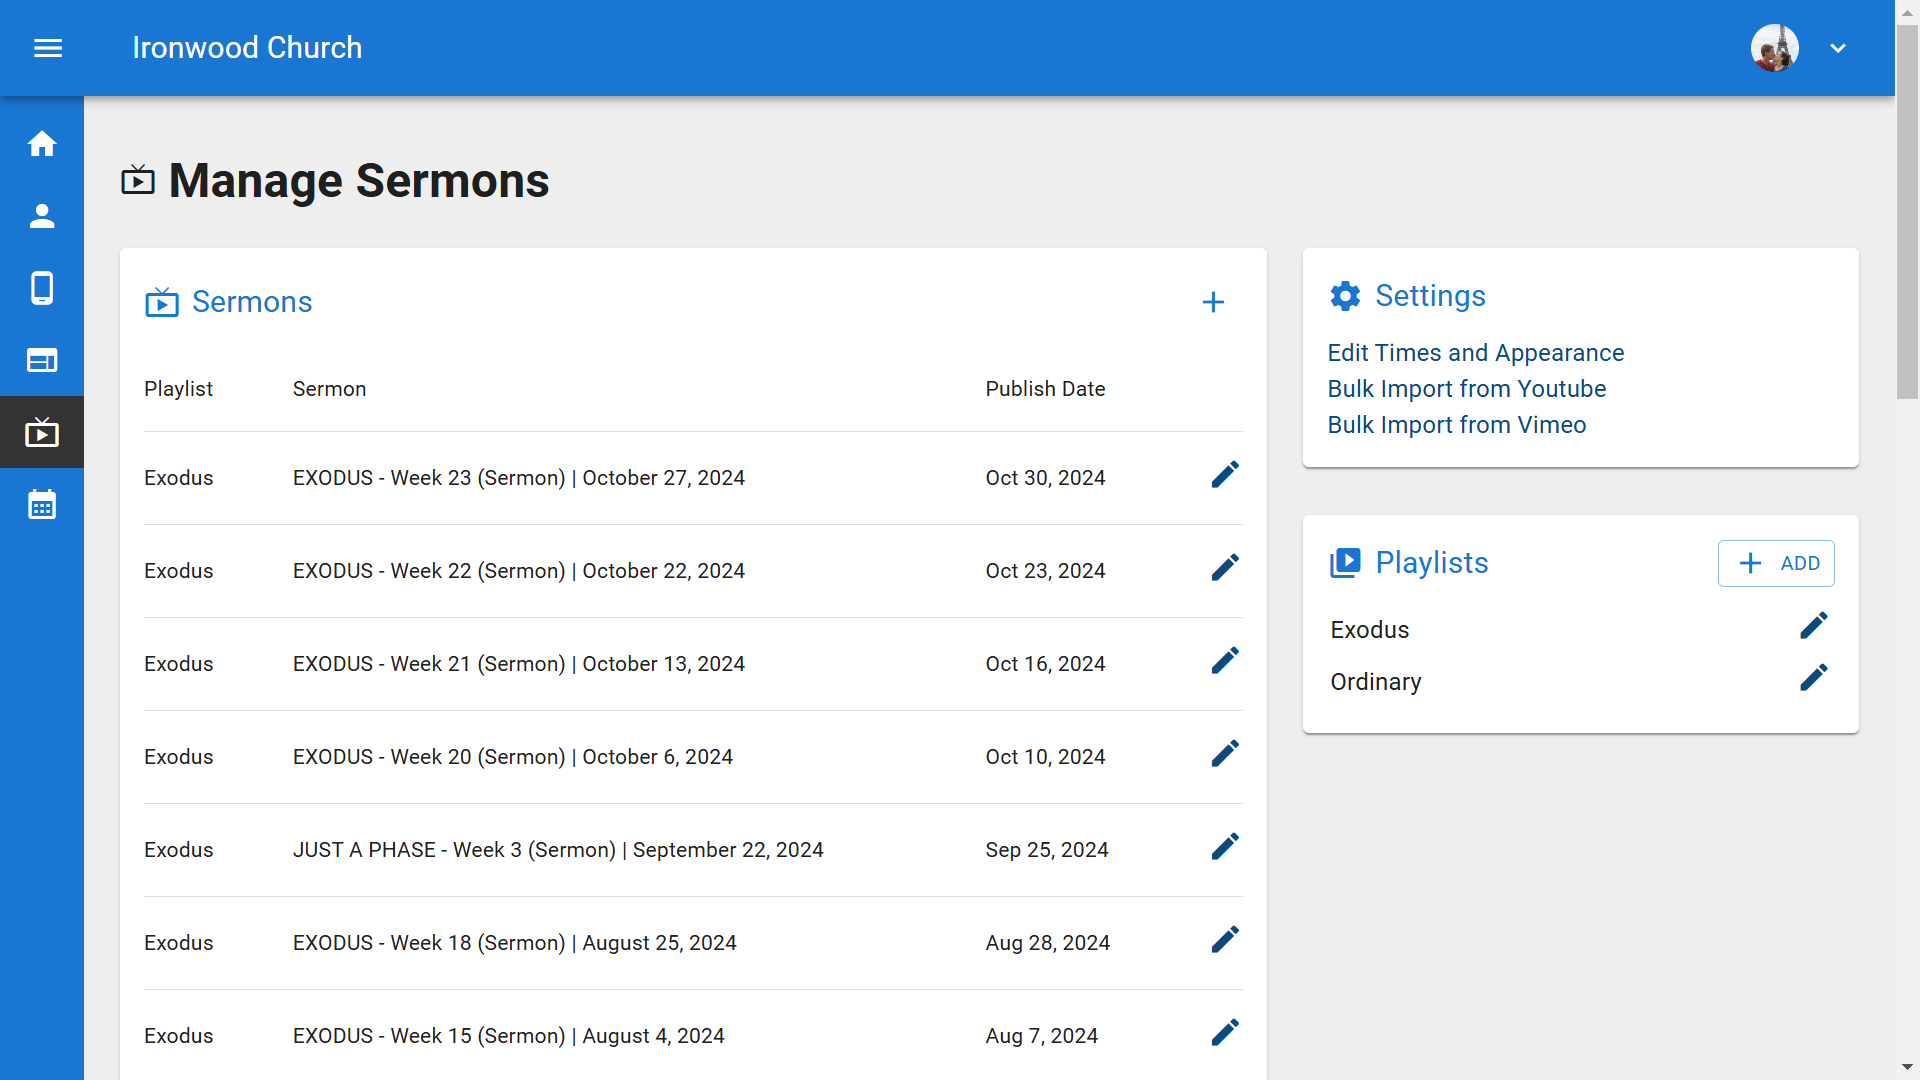 Ironwood Church
Manage Sermons
Sermons
Playlist Sermon Publish Date
Exodus EXODUS - Week 23 (Sermon) | October 27, 2024 Oct 30, 2024
Exodus EXODUS - Week 22 (Sermon) | October 22, 2024 Oct 23, 2024
Exodus EXODUS - Week 21 (Sermon) | October 13, 2024 Oct 16, 2024
Exodus EXODUS - Week 20 (Sermon) | October 6, 2024 Oct 10, 2024
Exodus JUST A PHASE - Week 3 (Sermon) | September 22, 2024 Sep 25, 2024
Exodus EXODUS - Week 18 (Sermon) | August 25, 2024 Aug 28, 2024
Exodus EXODUS - Week 15 (Sermon) | August 4, 2024 Aug 7, 2024
Settings
Edit Times and Appearance
Bulk Import from Youtube
Bulk Import from Vimeo
Playlists ADD
Exodus
Ordinary